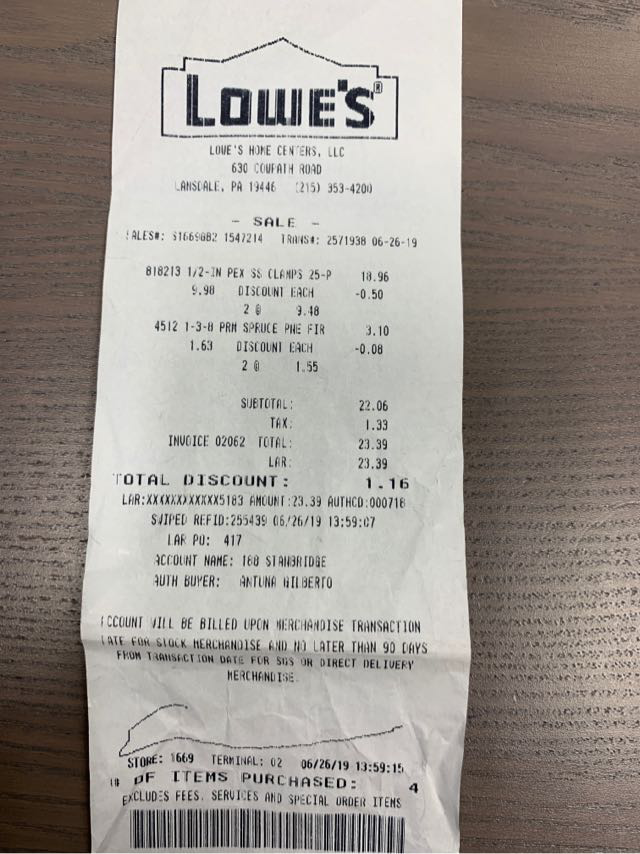 LOWE'S®
LOWE'S HOME CENTERS, LLC
630 COWPATH ROAD
LANSDALE, PA 19446 (215) 353-4200
- SALE -
SALES#: S1669GB2 1547214 TRANS#: 2571938 06-26-19
818213 1/2-IN PEX SS CLAMPS 25-P 18.96
9.98 DISCOUNT EACH -0.50
2 @ 9.48
4512 1-3-8 PRM SPRUCE PNE FIR 3.10
1.63 DISCOUNT EACH -0.08
2 @ 1.55
SUBTOTAL: 22.06
TAX: 1.33
INVOICE 02062 TOTAL: 23.39
LAR: 23.39
TOTAL DISCOUNT: 1.16
LAR:XXXXXXXXXXXX5183 AMOUNT:23.39 AUTHCD:000718
SWIPED REFID:255439 06/26/19 13:59:07
LAR PO: 417
ACCOUNT NAME: 188 STANBRIDGE
AUTH BUYER: ANTUNA GILBERTO
ACCOUNT WILL BE BILLED UPON MERCHANDISE TRANSACTION
DATE FOR STOCK MERCHANDISE AND NO LATER THAN 90 DAYS
FROM TRANSACTION DATE FOR SOS OR DIRECT DELIVERY
MERCHANDISE.
STORE: 1669 TERMINAL: 02 06/26/19 13:59:15
# OF ITEMS PURCHASED: 4
EXCLUDES FEES, SERVICES AND SPECIAL ORDER ITEMS